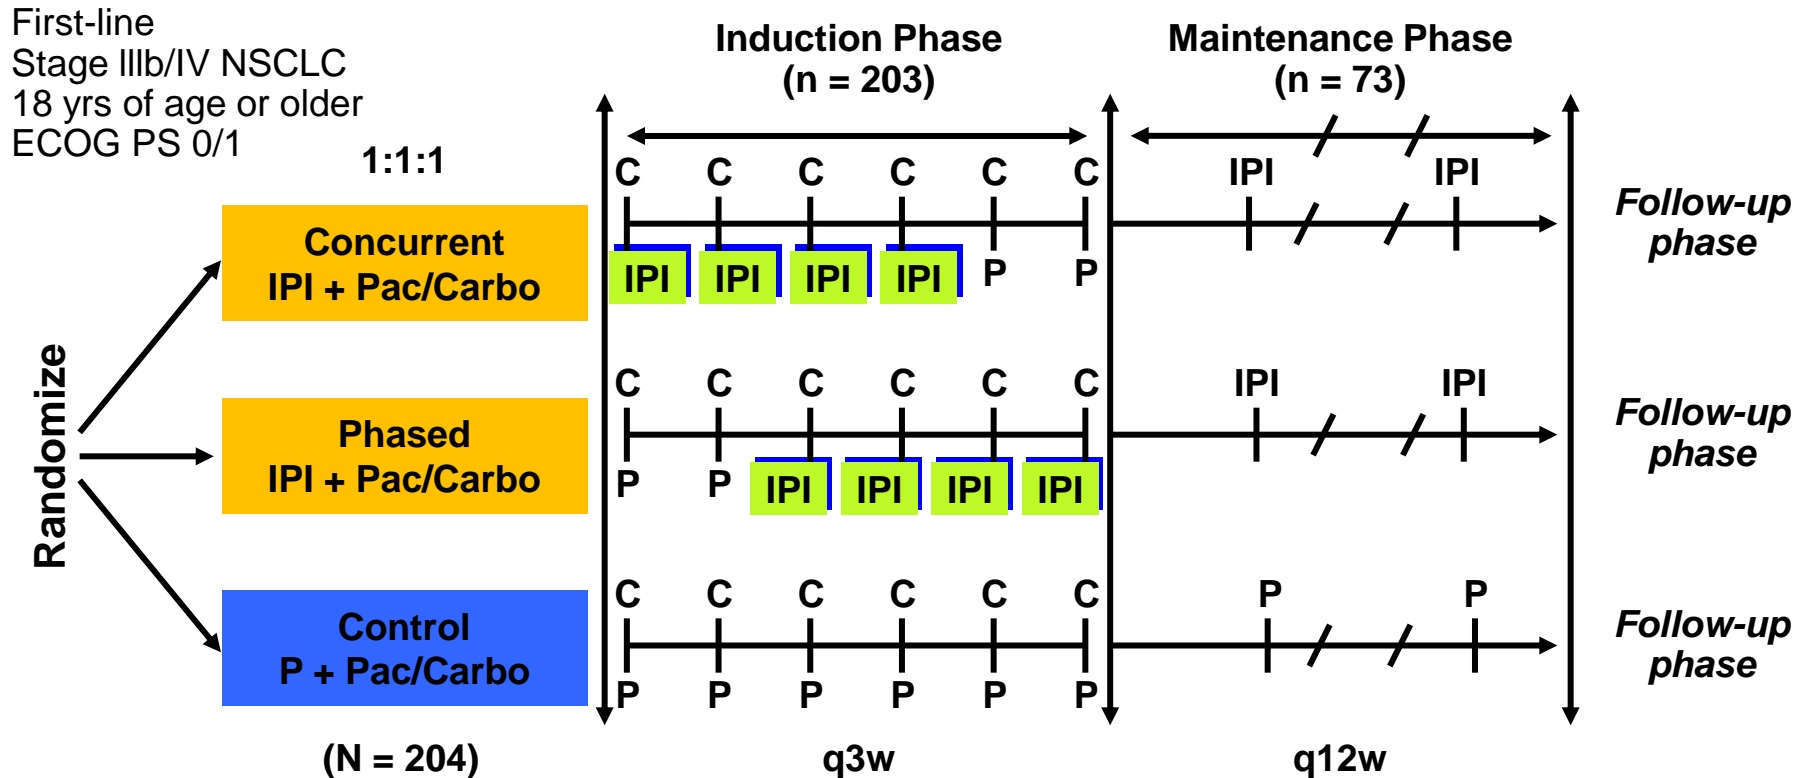 First-line
Stage IIIb/IV NSCLC
18 yrs of age or older
ECOG PS 0/1
1:1:1
Induction Phase
(n = 203)
Maintenance Phase
(n = 73)
Randomize
Concurrent
IPI + Pac/Carbo
C C C C C C
IPI IPI IPI IPI P P
IPI IPI
Follow-up
phase
Phased
IPI + Pac/Carbo
C C C C C C
P P IPI IPI IPI IPI
IPI IPI
Follow-up
phase
Control
P + Pac/Carbo
C C C C C C
P P P P P P
P P
Follow-up
phase
(N = 204)
q3w
q12w